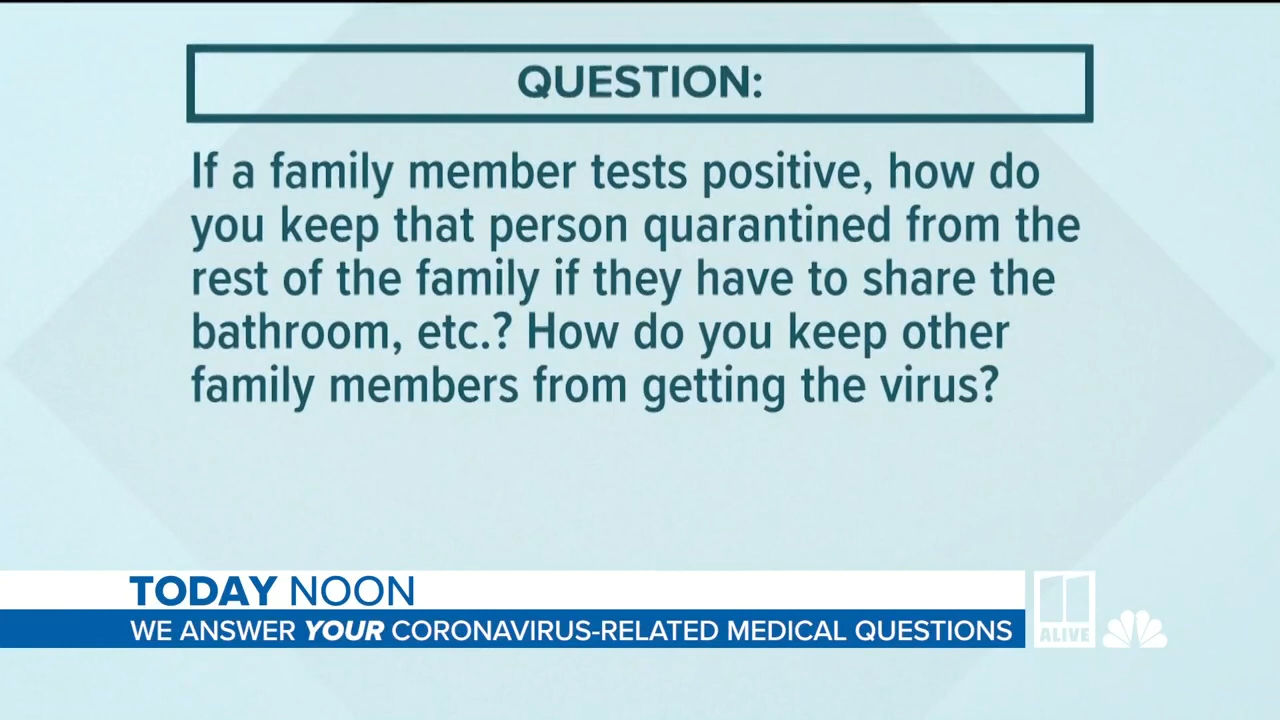 QUESTION:
If a family member tests positive, how do
you keep that person quarantined from the
rest of the family if they have to share the
bathroom, etc.? How do you keep other
family members from getting the virus?
TODAY NOON
WE ANSWER YOUR CORONAVIRUS-RELATED MEDICAL QUESTIONS
11
ALIVE